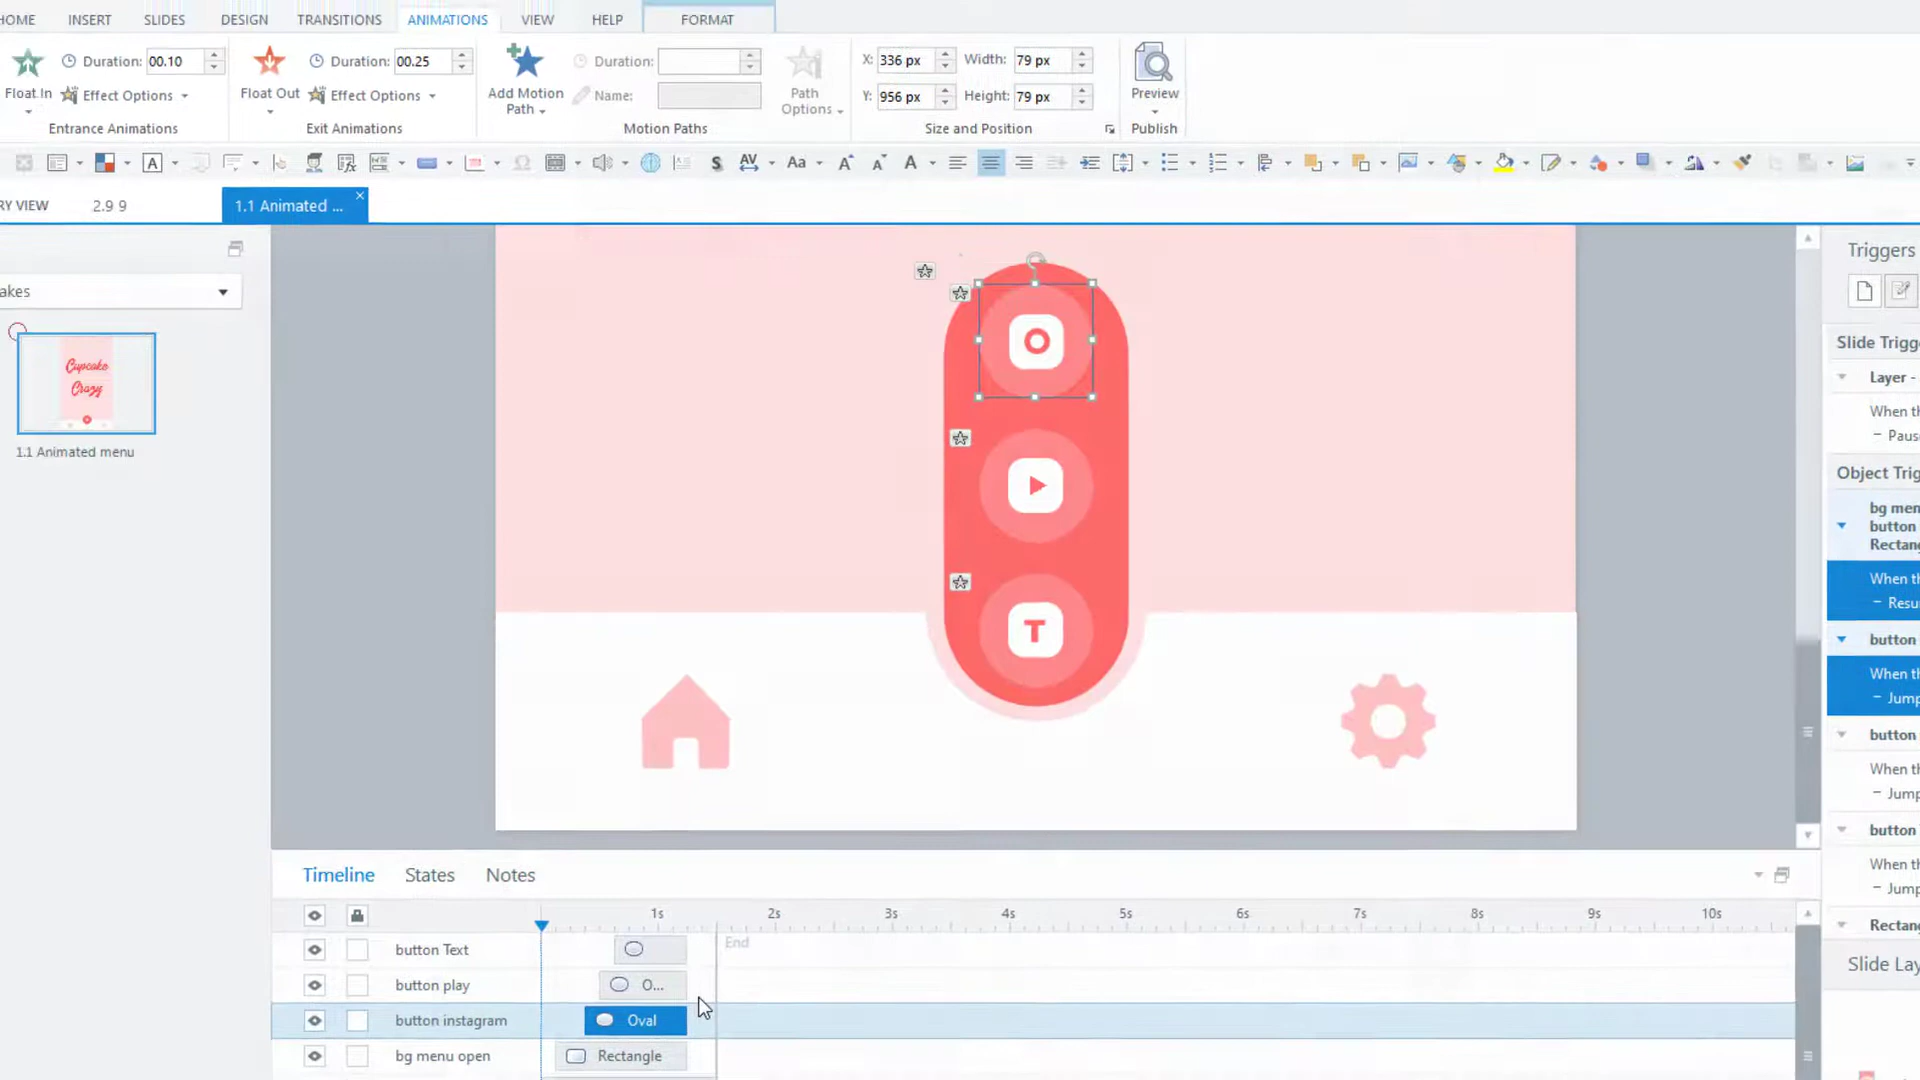 HOME INSERT SLIDES DESIGN TRANSITIONS ANIMATIONS VIEW HELP FORMAT
Duration: 00.10 Duration: 00.25 Duration: X: 336 px Width: 79 px
Float In Effect Options Float Out Effect Options Add Motion Path Name: Path Options Y: 956 px Height: 79 px Preview
Entrance Animations Exit Animations Motion Paths Size and Position Publish
A S AV Aa A A A
RY VIEW 2.9 9 1.1 Animated ...
Triggers
akes
Slide Trigg
Cupcake
Crazy
Layer -
When th
– Paus
1.1 Animated menu
Object Trig
bg men
button
Rectang
When th
– Resu
T
button
When th
– Jump
button
When th
– Jump
button
When th
– Jump
Rectang
Slide Lay
Timeline States Notes
1s 2s 3s 4s 5s 6s 7s 8s 9s 10s
End
button Text
button play O...
button instagram Oval
bg menu open Rectangle